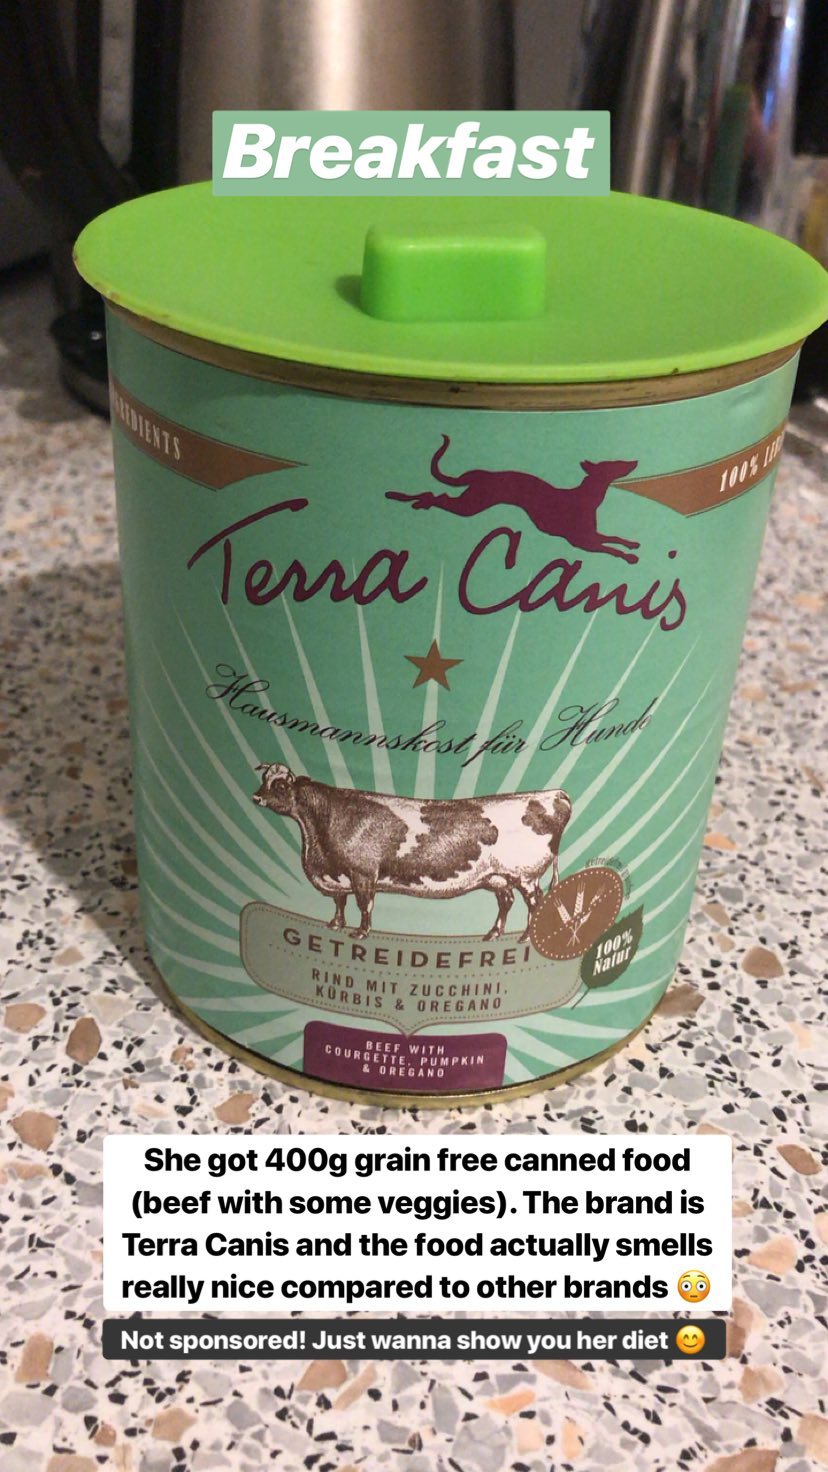 Breakfast
100%
Terra Canis
Hausmannskost für Hunde
GETREIDEFREI
RIND MIT ZUCCHINI,
KÜRBIS & OREGANO
100%
Natur
BEEF WITH
COURGETTE, PUMPKIN
& OREGANO
She got 400g grain free canned food
(beef with some veggies). The brand is
Terra Canis and the food actually smells
really nice compared to other brands 😳
Not sponsored! Just wanna show you her diet 😊